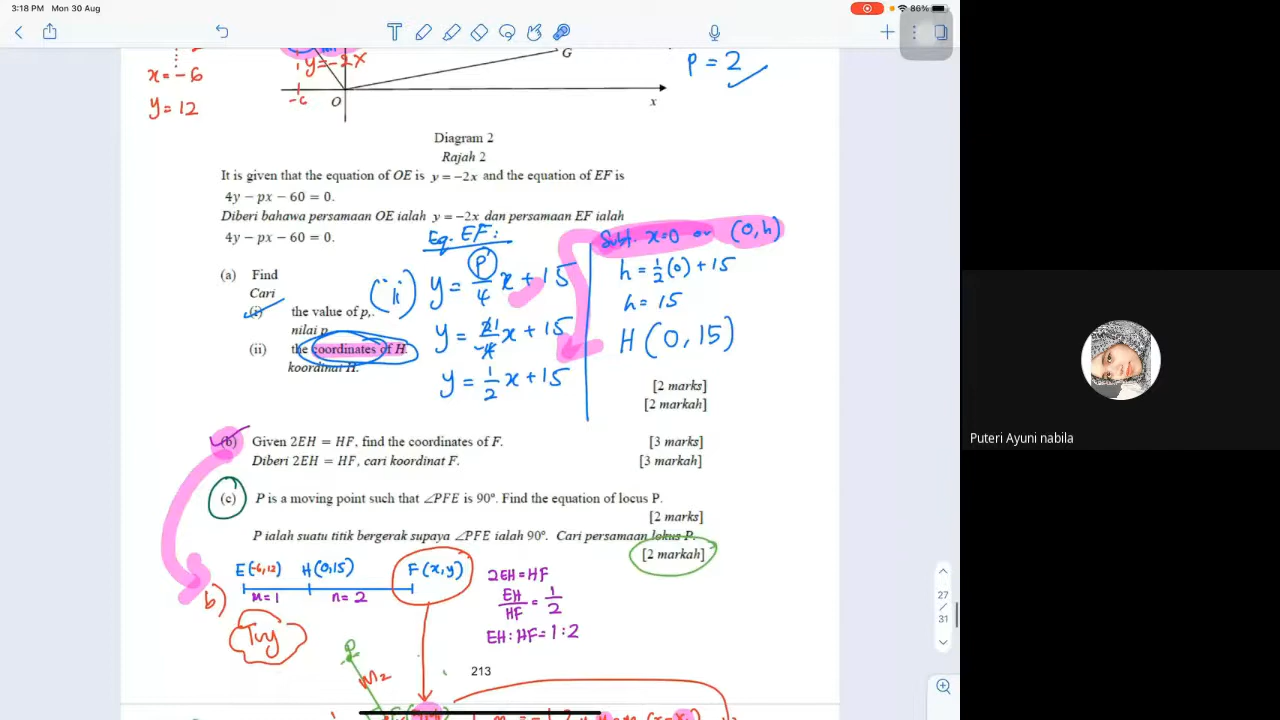 3:18 PM Mon 30 Aug
86%
y=-2x
x=-6
y=12
-6
O
G
x
p = 2
Diagram 2
Rajah 2
It is given that the equation of OE is y = −2x and the equation of EF is
4y − px − 60 = 0.
Diberi bahawa persamaan OE ialah y = −2x dan persamaan EF ialah
4y − px − 60 = 0.
Eq. EF:
Subt. x=0 or (0,h)
(a) Find
Cari
(i) the value of p,.
nilai p
(ii) the coordinates of H.
koordinat H.
(ii) y = p/4 x + 15
y = 21/4 x + 15
y = 1/2 x + 15
h = 1/2 (0) + 15
h = 15
H (0, 15)
[2 marks]
[2 markah]
(b) Given 2EH = HF, find the coordinates of F. [3 marks]
Diberi 2EH = HF, cari koordinat F. [3 markah]
(c) P is a moving point such that ∠PFE is 90º. Find the equation of locus P.
[2 marks]
P ialah suatu titik bergerak supaya ∠PFE ialah 90º. Cari persamaan lokus P.
[2 markah]
E(-6,12) H(0,15) F(x,y)
m=1 n=2
b)
Try
2EH=HF
EH/HF = 1/2
EH:HF=1:2
P
m2
213
27
/
31
Puteri Ayuni nabila